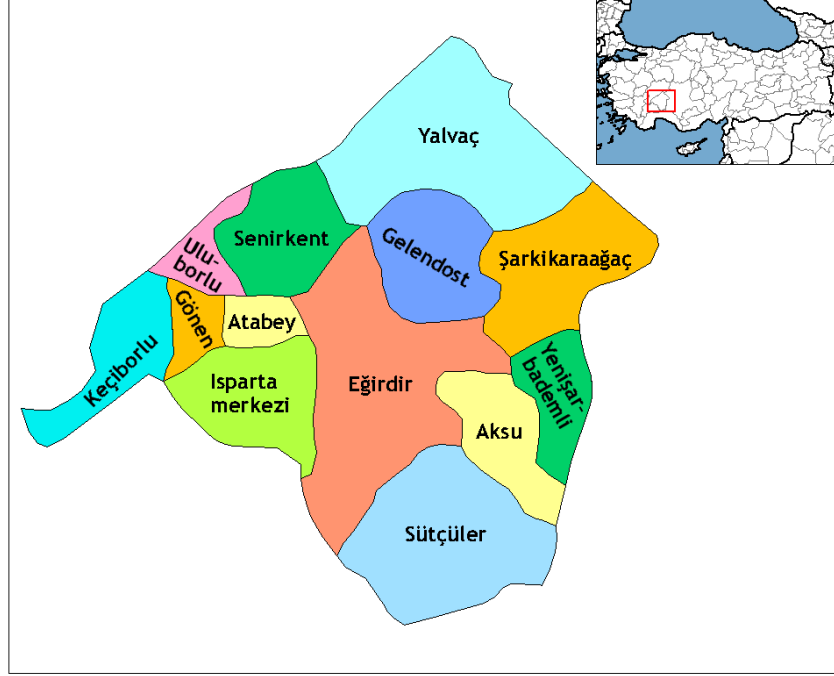 Yalvaç
Senirkent
Ulu-
borlu
Gelendost
Şarkikaraağaç
Gönen
Atabey
Keçiborlu
Isparta
merkezi
Eğirdir
Yenişar-
bademli
Aksu
Sütçüler